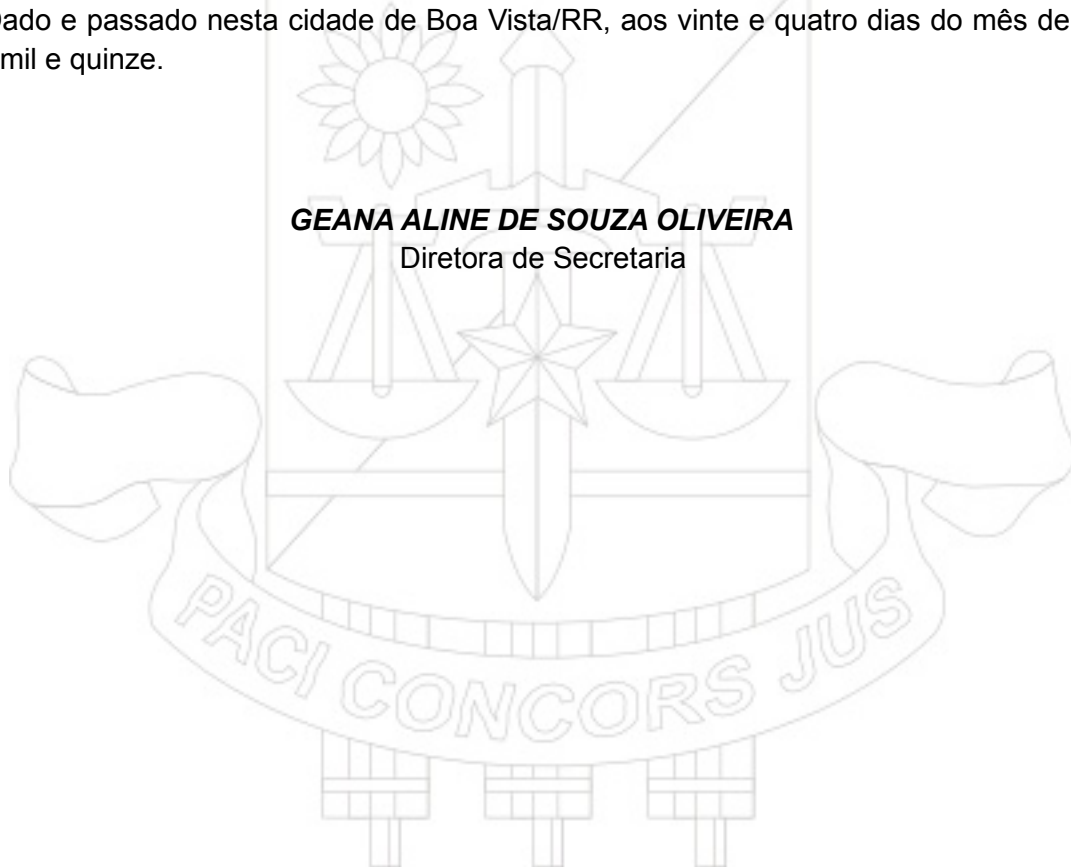 Dado e passado nesta cidade de Boa Vista/RR, aos vinte e quatro dias do mês de
mil e quinze.
GEANA ALINE DE SOUZA OLIVEIRA
Diretora de Secretaria
PACI CONCORS JUS